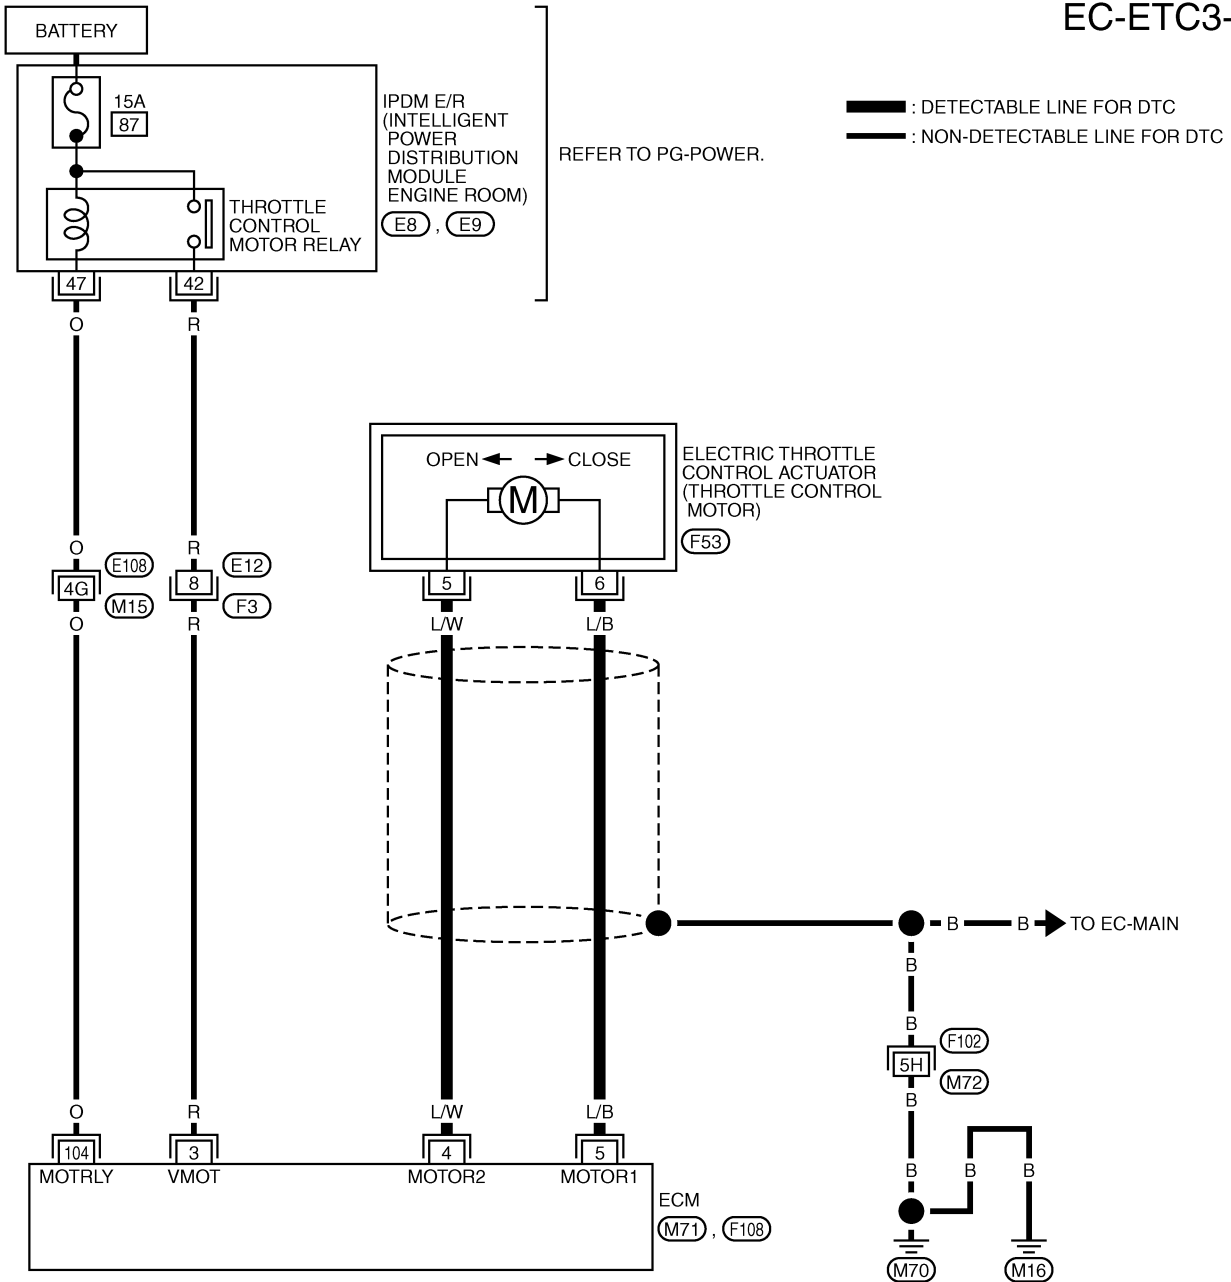 EC-ETC3-
BATTERY
15A
87
IPDM E/R
(INTELLIGENT
POWER
DISTRIBUTION
MODULE
ENGINE ROOM)
E8 , E9
REFER TO PG-POWER.
: DETECTABLE LINE FOR DTC
: NON-DETECTABLE LINE FOR DTC
THROTTLE
CONTROL
MOTOR RELAY
47
42
O
R
OPEN
CLOSE
M
ELECTRIC THROTTLE
CONTROL ACTUATOR
(THROTTLE CONTROL
MOTOR)
F53
O
R
E108
E12
4G
8
5
6
M15
F3
O
R
L/W
L/B
B
B
TO EC-MAIN
B
B
F102
5H
M72
B
O
R
L/W
L/B
104
3
4
5
B
B
B
MOTRLY
VMOT
MOTOR2
MOTOR1
ECM
M71 , F108
M70
M16